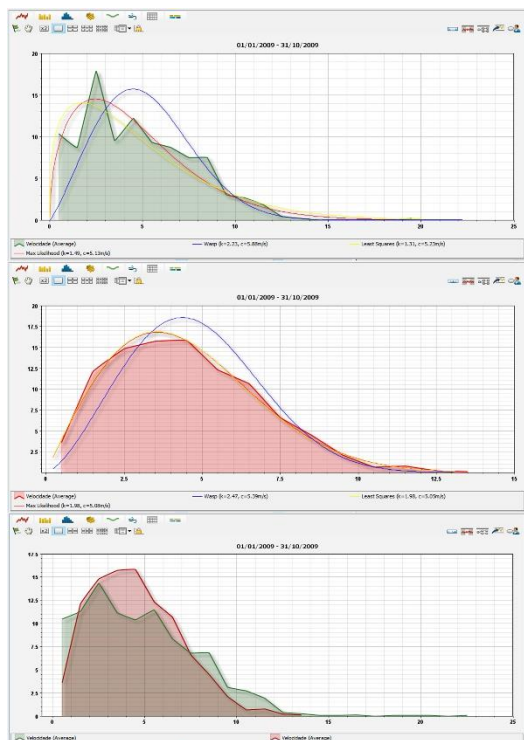 01/01/2009 - 31/10/2009
20
15
10
5
0
0 5 10 15 20 25
Velocidade (Average) Wasp (k=2.23, c=5.88m/s) Least Squares (k=1.31, c=5.23m/s)
Max Likelihood (k=1.49, c=5.13m/s)
01/01/2009 - 31/10/2009
20
17.5
15
12.5
10
7.5
5
2.5
0 2.5 5 7.5 10 12.5 15
Velocidade (Average) Wasp (k=2.47, c=5.39m/s) Least Squares (k=1.98, c=5.05m/s)
Max Likelihood (k=1.98, c=5.08m/s)
01/01/2009 - 31/10/2009
17.5
15
12.5
10
7.5
5
2.5
0
0 5 10 15 20 25
Velocidade (Average) Velocidade (Average)